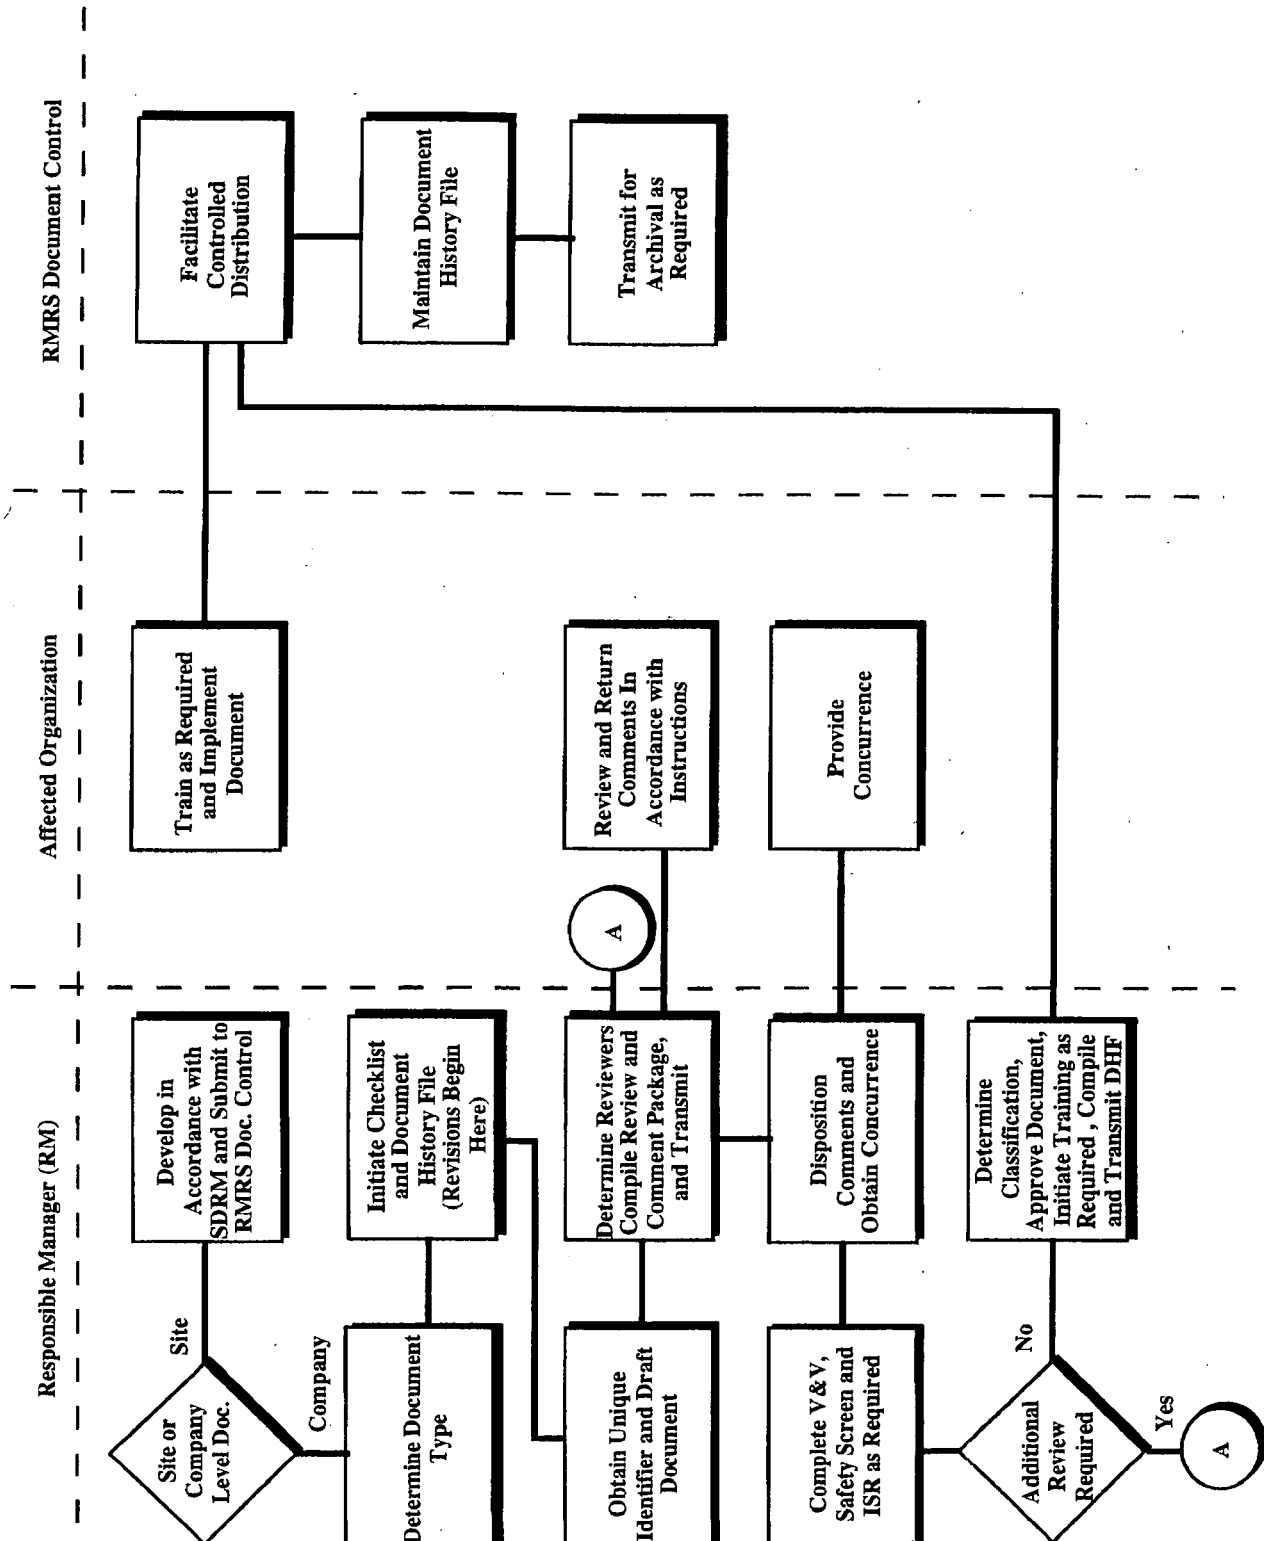 Responsible Manager (RM)
Affected Organization
RMRS Document Control
Site or
Company
Level Doc.
Site
Company
Develop in
Accordance with
SDRM and Submit to
RMRS Doc. Control
Train as Required
and Implement
Document
Facilitate
Controlled
Distribution
Determine Document
Type
Initiate Checklist
and Document
History File
(Revisions Begin
Here)
Maintain Document
History File
Obtain Unique
Identifier and Draft
Document
Determine Reviewers
Compile Review and
Comment Package,
and Transmit
A
Review and Return
Comments In
Accordance with
Instructions
Transmit for
Archival as
Required
Complete V&V,
Safety Screen and
ISR as Required
Disposition
Comments and
Obtain Concurrence
Provide
Concurrence
Additional
Review
Required
No
Yes
A
Determine
Classification,
Approve Document,
Initiate Training as
Required , Compile
and Transmit DHF